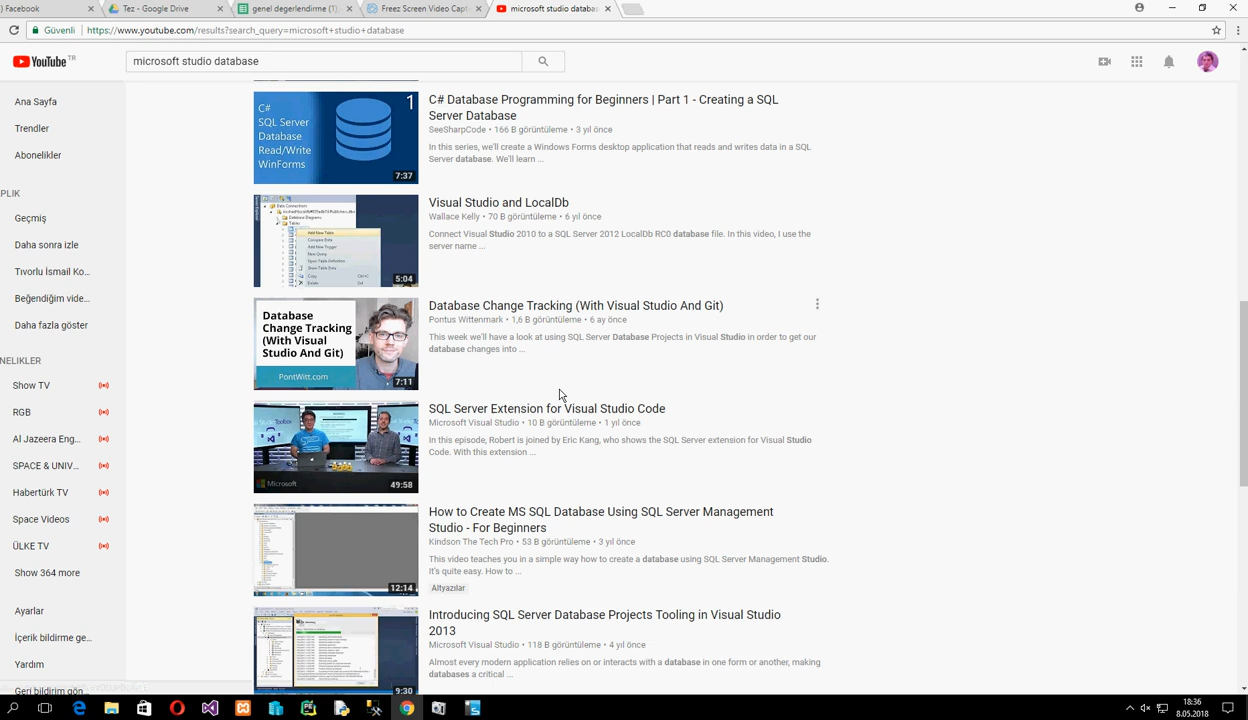 ) Facebook
Tez - Google Drive
genel degerlendirme (1)
Freez Screen Video Capt
microsoft studio databas
Güvenli
https://www.youtube.com/results?search_query=microsoft+studio+database
YouTube TR
microsoft studio database
Ana Sayfa
Trendler
Abonelikler
APLIK
Geçmiş
Daha sonra izle
Tıvorlu İsmail Ko...
Beğendiğim vide...
Daha fazla göster
NELIKLER
Show TV
RGB
Al Jazeera Eng...
SPACE & UNIV...
Habertürk TV
Space Videos
ÜLKE TV
Show 364 more
Ayarlar
İçerik bildirme ge...
Yardım
Geri bildirim gön
C# 1
SQL Server
Database
Read/Write
WinForms
7:37
C# Database Programming for Beginners | Part 1 - Creating a SQL
Server Database
SeeSharpCode • 166 B görüntüleme • 3 yıl önce
In this series, we'll create a Windows Forms desktop application that reads and writes data in a SQL
Server database. We'll learn ...
5:04
Visual Studio and LocalDb
Wallace Kelly • 70 B görüntüleme • 6 yıl önce
Connect Visual Studio 2010 to a SQL Server 2012 LocalDb RC0 database file. In this video, I use the
server name ...
Database
Change Tracking
(With Visual
Studio And Git)
PontWitt.com
7:11
Database Change Tracking (With Visual Studio And Git)
Pontus Wittenmark • 1,6 B görüntüleme • 6 ay önce
This week we'll have a look at using SQL Server Database Projects in Visual Studio in order to get our
database changes into ...
Microsoft
49:58
SQL Server Extension for Visual Studio Code
Microsoft Visual Studio • 10 B görüntüleme • 1 yıl önce
In this episode, Robert is joined by Eric Kang, who shows the SQL Server extension for Visual Studio
Code. With this extension ...
12:14
How to Create MS SQL Database Using SQL Server Management
Studio - For Beginners
Kindson The Tech Pro • 53 B görüntüleme • 3 yıl önce
This video teaches you in a simple way how to create a database using SQL Server Management Studio.
It's quite easy. How to ...
Altyazılar
9:30
Introducing SQL Server Database Projects Tooling in Visual Studio
2013
Microsoft Visual Studio • 118 B görüntüleme • 4 yıl önce
Almost every modern application relies on or interacts with a database in one form or another, making
databases a critical ...
18:36
8.05.2018